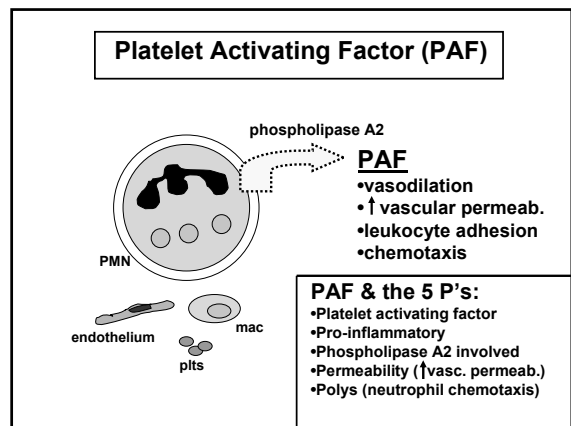 Platelet Activating Factor (PAF)
phospholipase A2
PAF
•vasodilation
•↑vascular permeab.
•leukocyte adhesion
•chemotaxis
PMN
endothelium
mac
plts
PAF & the 5 P's:
•Platelet activating factor
•Pro-inflammatory
•Phospholipase A2 involved
•Permeability (↑vasc. permeab.)
•Polys (neutrophil chemotaxis)